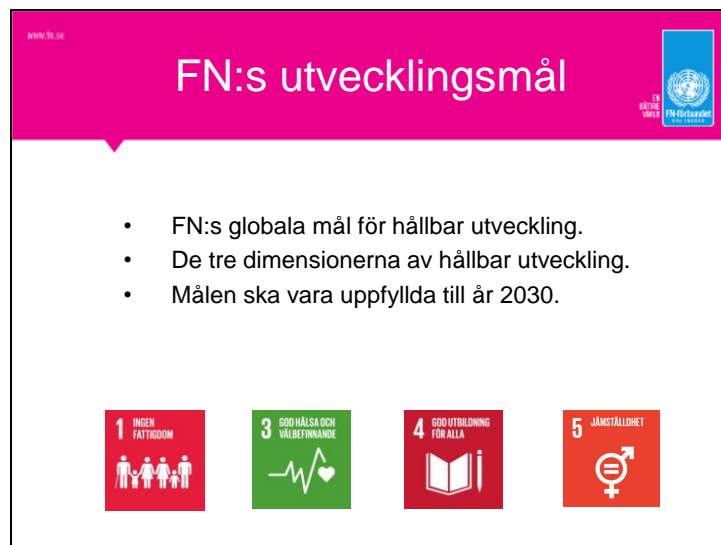 www.fn.se
FN:s utvecklingsmål
EN
BÄTTRE
VÄRLD
FN-förbundet
UNA SWEDEN
• FN:s globala mål för hållbar utveckling.
• De tre dimensionerna av hållbar utveckling.
• Målen ska vara uppfyllda till år 2030.
1 INGEN
FATTIGDOM
3 GOD HÄLSA OCH
VÄLBEFINNANDE
4 GOD UTBILDNING
FÖR ALLA
5 JÄMSTÄLLDHET